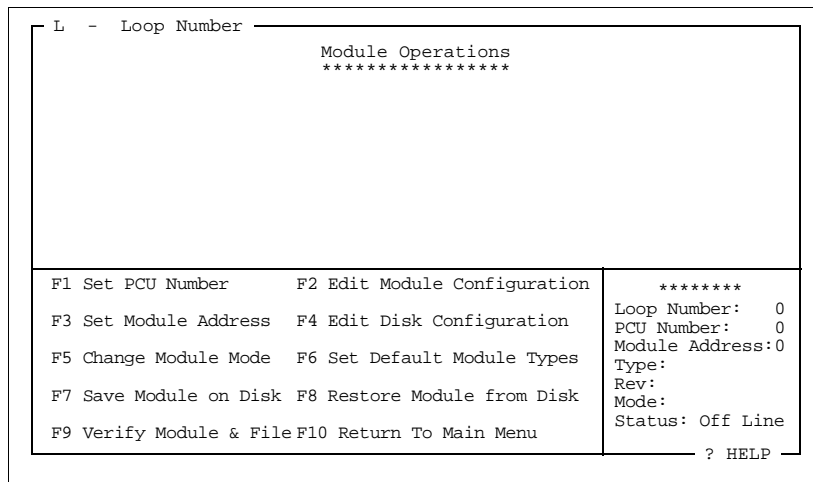 L - Loop Number
Module Operations
*****************
F1 Set PCU Number F2 Edit Module Configuration
F3 Set Module Address F4 Edit Disk Configuration
F5 Change Module Mode F6 Set Default Module Types
F7 Save Module on Disk F8 Restore Module from Disk
F9 Verify Module & File F10 Return To Main Menu
********
Loop Number: 0
PCU Number: 0
Module Address:0
Type:
Rev:
Mode:
Status: Off Line
? HELP